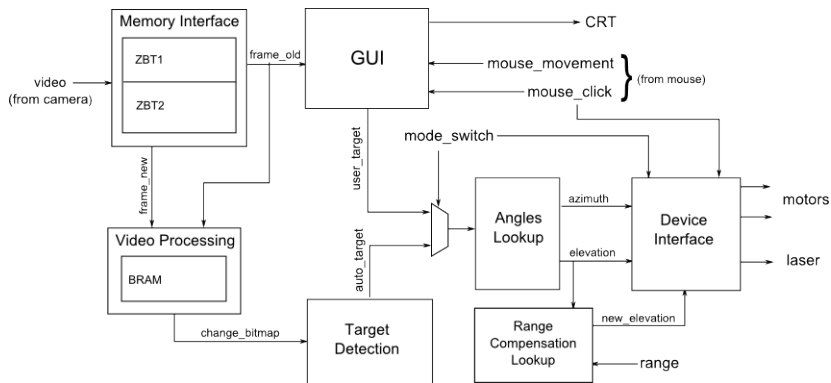 Memory Interface
ZBT1
ZBT2
video
(from camera)
frame_old
GUI
CRT
mouse_movement
mouse_click
(from mouse)
frame_new
user_target
mode_switch
Video Processing
BRAM
auto_target
Angles
Lookup
azimuth
elevation
Device
Interface
motors
laser
change_bitmap
Target
Detection
Range
Compensation
Lookup
new_elevation
range